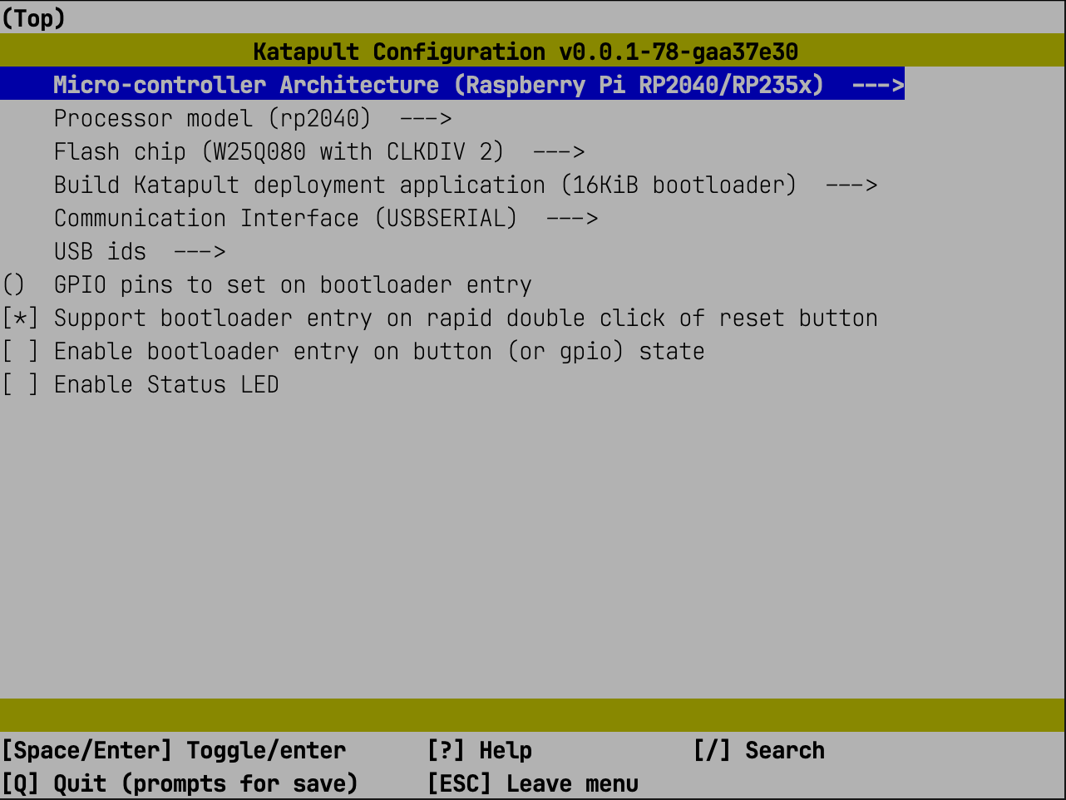 (Top)
Katapult Configuration v0.0.1-78-gaa37e30
Micro-controller Architecture (Raspberry Pi RP2040/RP235x)  --->
Processor model (rp2040)  --->
Flash chip (W25Q080 with CLKDIV 2)  --->
Build Katapult deployment application (16KiB bootloader)  --->
Communication Interface (USBSERIAL)  --->
USB ids  --->
()  GPIO pins to set on bootloader entry
[*] Support bootloader entry on rapid double click of reset button
[ ] Enable bootloader entry on button (or gpio) state
[ ] Enable Status LED
[Space/Enter] Toggle/enter      [?] Help            [/] Search
[Q] Quit (prompts for save)     [ESC] Leave menu